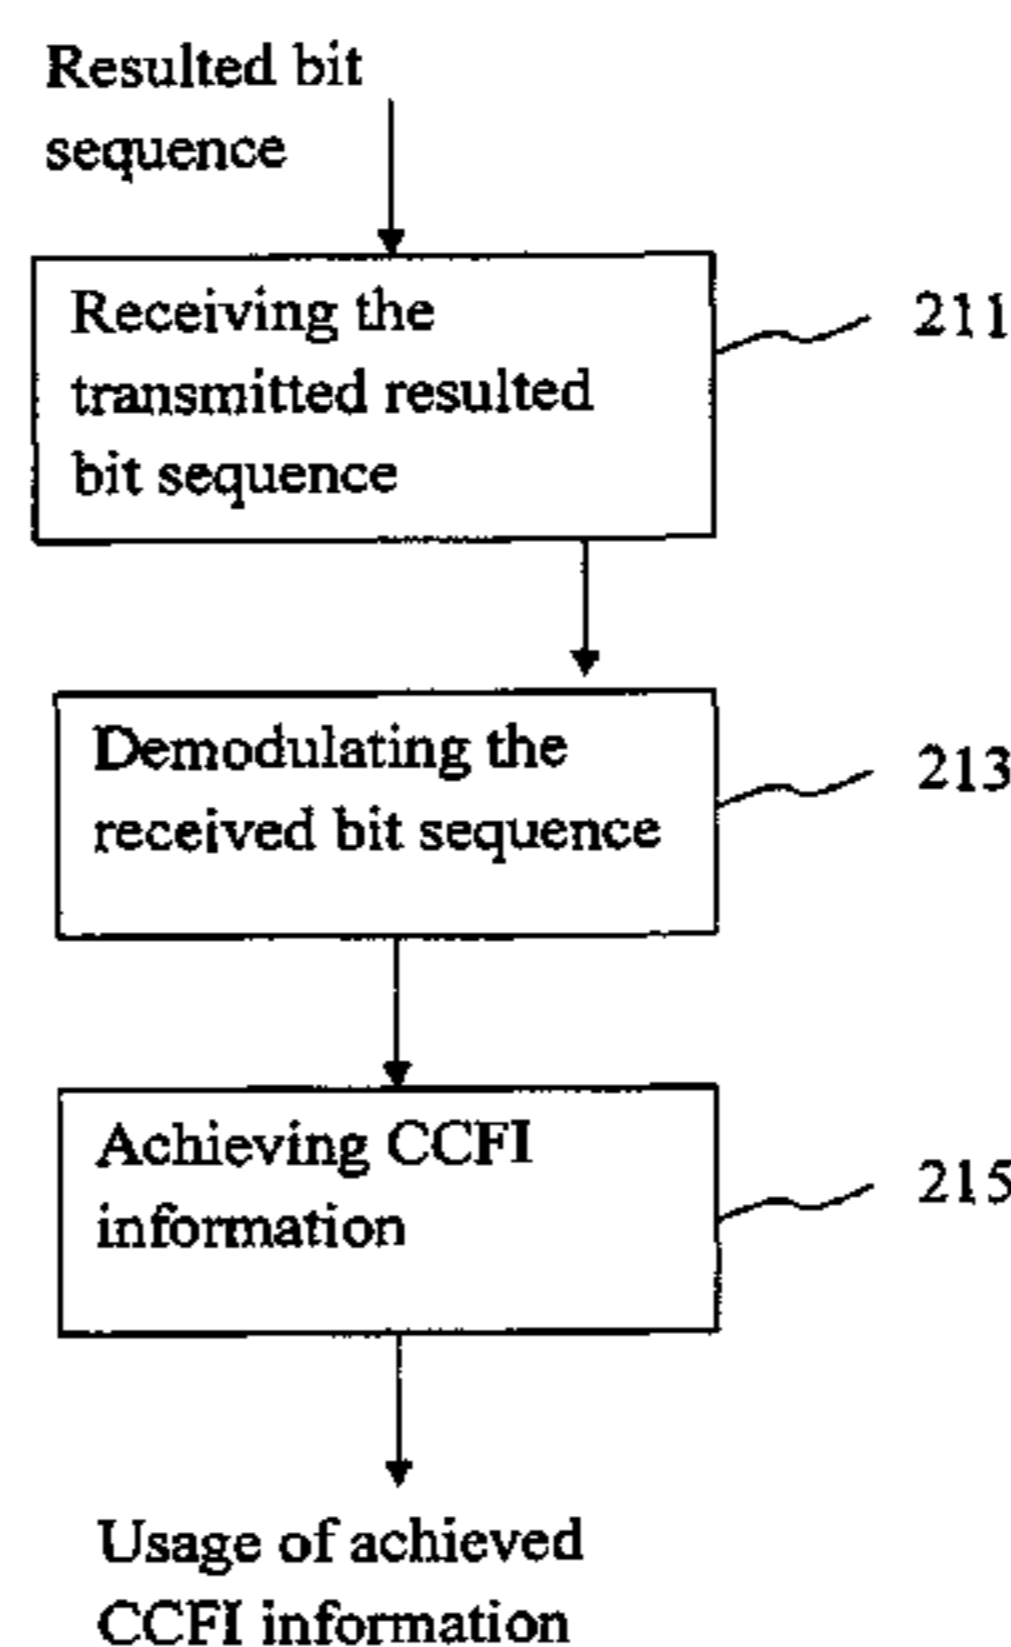 Resulted bit
sequence
Receiving the
transmitted resulted
bit sequence
211
Demodulating the
received bit sequence
213
Achieving CCFI
information
215
Usage of achieved
CCFI information